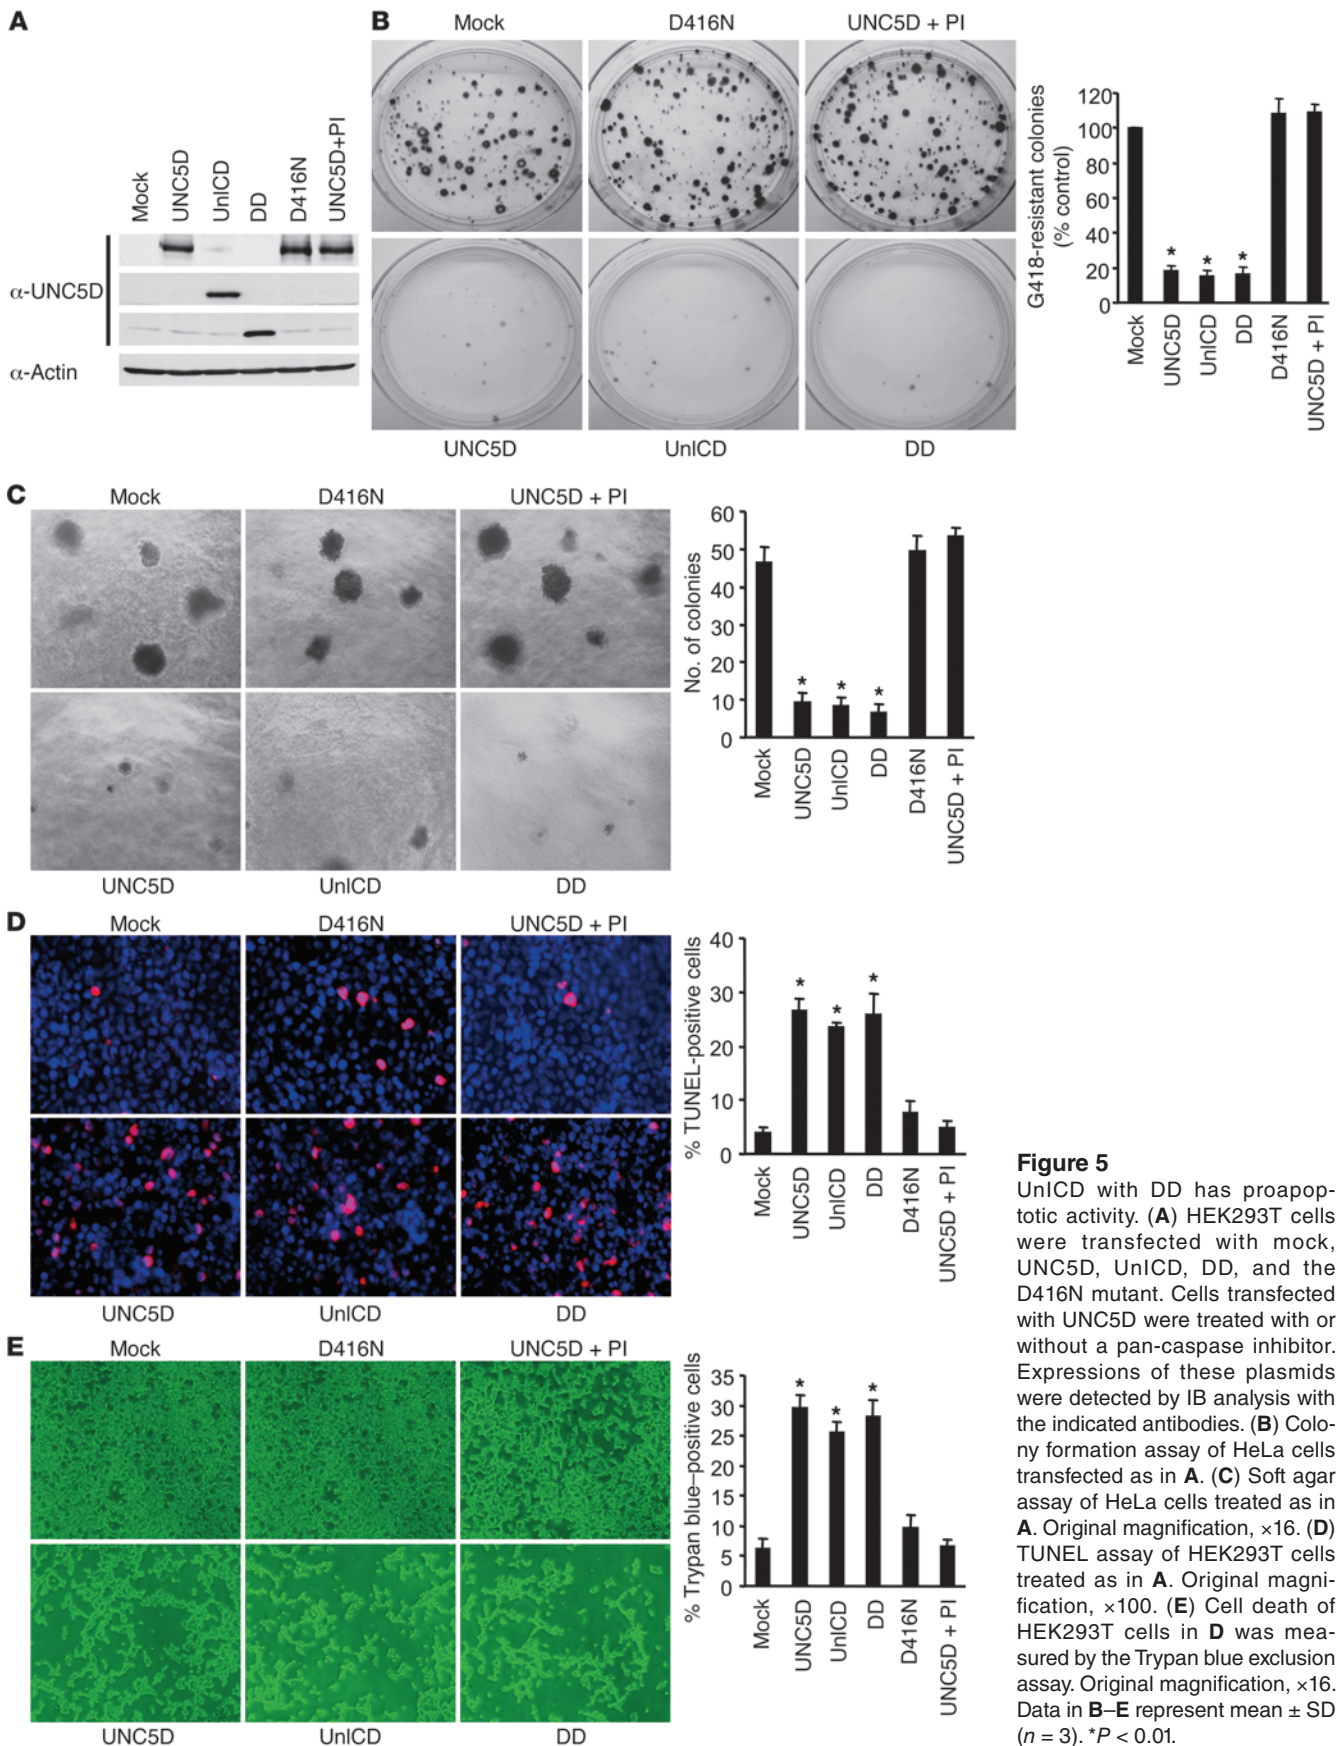 A
Mock
UNC5D
UnICD
DD
D416N
UNC5D+PI
α-UNC5D
α-Actin
B
Mock
D416N
UNC5D + PI
UNC5D
UnICD
DD
G418-resistant colonies
(% control)
120
100
80
60
40
20
0
*
*
*
Mock
UNC5D
UnICD
DD
D416N
UNC5D + PI
C
Mock
D416N
UNC5D + PI
UNC5D
UnICD
DD
No. of colonies
60
50
40
30
20
10
0
*
*
*
Mock
UNC5D
UnICD
DD
D416N
UNC5D + PI
D
Mock
D416N
UNC5D + PI
UNC5D
UnICD
DD
% TUNEL-positive cells
40
30
20
10
0
*
*
*
Mock
UNC5D
UnICD
DD
D416N
UNC5D + PI
E
Mock
D416N
UNC5D + PI
UNC5D
UnICD
DD
% Trypan blue–positive cells
35
30
25
20
15
10
5
0
*
*
*
Mock
UNC5D
UnICD
DD
D416N
UNC5D + PI
Figure 5
UnICD with DD has proapop-
totic activity. (A) HEK293T cells
were transfected with mock,
UNC5D, UnICD, DD, and the
D416N mutant. Cells transfected
with UNC5D were treated with or
without a pan-caspase inhibitor.
Expressions of these plasmids
were detected by IB analysis with
the indicated antibodies. (B) Colo-
ny formation assay of HeLa cells
transfected as in A. (C) Soft agar
assay of HeLa cells treated as in
A. Original magnification, ×16. (D)
TUNEL assay of HEK293T cells
treated as in A. Original magni-
fication, ×100. (E) Cell death of
HEK293T cells in D was mea-
sured by the Trypan blue exclusion
assay. Original magnification, ×16.
Data in B–E represent mean ± SD
(n = 3). *P < 0.01.